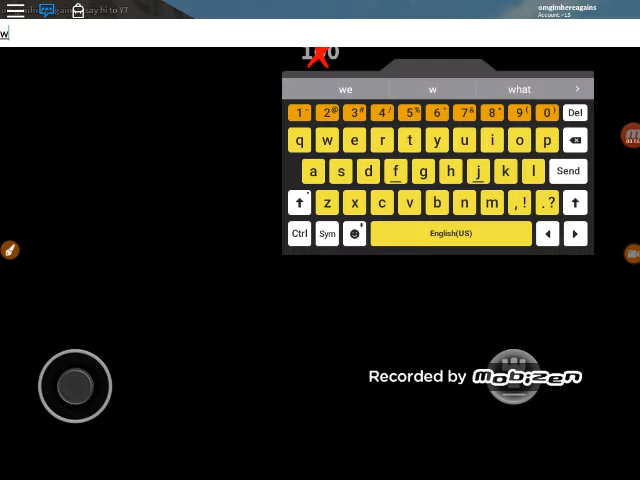 say hi to YT
omgimhereagains
Account: <13
w
we w what >
1 2@ 3# 4/ 5% 6^ 7& 8* 9( 0) Del
q w e r t y u i o p
a s d f g h j k l Send
z x c v b n m ,! .?
Ctrl Sym English(US)
Recorded by mobizen